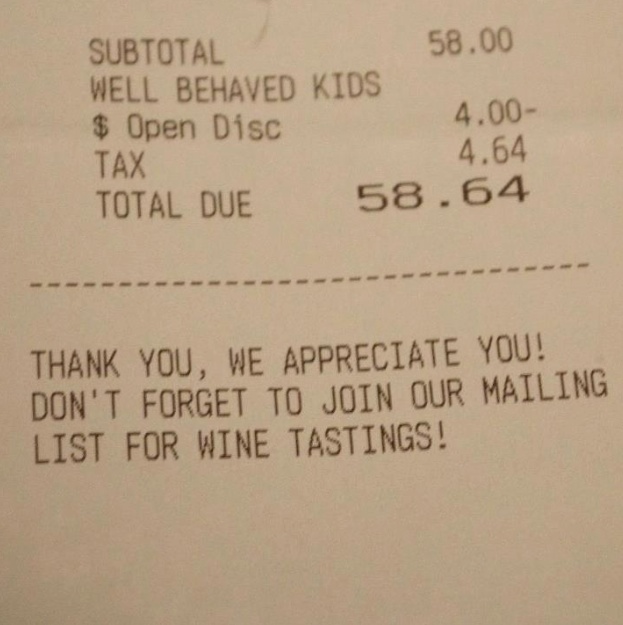 SUBTOTAL 58.00
WELL BEHAVED KIDS
$ Open Disc 4.00-
TAX 4.64
TOTAL DUE 58.64
--------------------------------
THANK YOU, WE APPRECIATE YOU!
DON'T FORGET TO JOIN OUR MAILING
LIST FOR WINE TASTINGS!